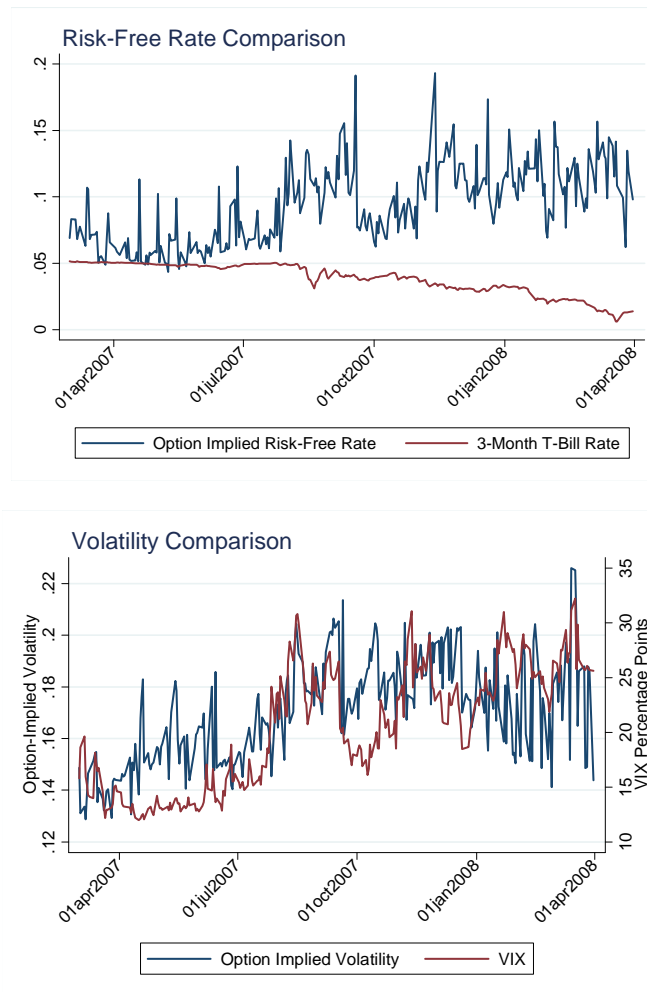 Risk-Free Rate Comparison
.2
.15
.1
.05
0
01apr2007
01jul2007
01oct2007
01jan2008
01apr2008
Option Implied Risk-Free Rate
3-Month T-Bill Rate
Volatility Comparison
Option-Implied Volatility
.22
.2
.18
.16
.14
.12
35
30
25
20
15
10
VIX Percentage Points
01apr2007
01jul2007
01oct2007
01jan2008
01apr2008
Option Implied Volatility
VIX